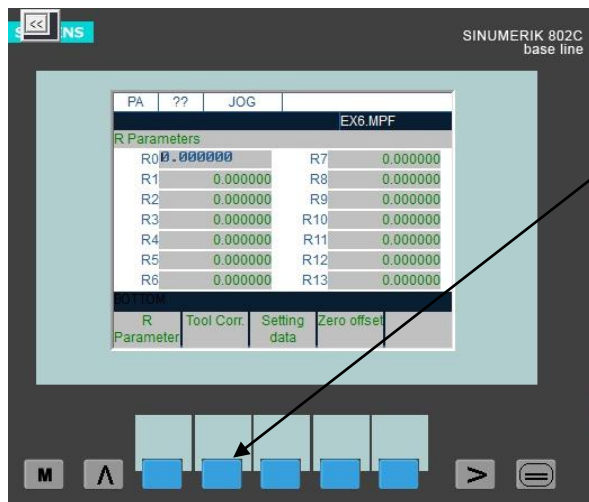 <<
S
NS
SINUMERIK 802C
base line
PA ?? JOG
EX6.MPF
R Parameters
R0 0.000000 R7 0.000000
R1 0.000000 R8 0.000000
R2 0.000000 R9 0.000000
R3 0.000000 R10 0.000000
R4 0.000000 R11 0.000000
R5 0.000000 R12 0.000000
R6 0.000000 R13 0.000000
BOTTOM
R Tool Corr. Setting Zero offset
Parameter data
M Λ > =